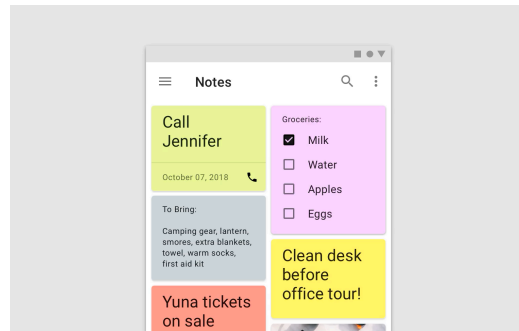 Notes
Call
Jennifer
October 07, 2018
Groceries:
Milk
Water
Apples
Eggs
To Bring:
Camping gear, lantern,
smores, extra blankets,
towel, warm socks,
first aid kit
Clean desk
before
office tour!
Yuna tickets
on sale